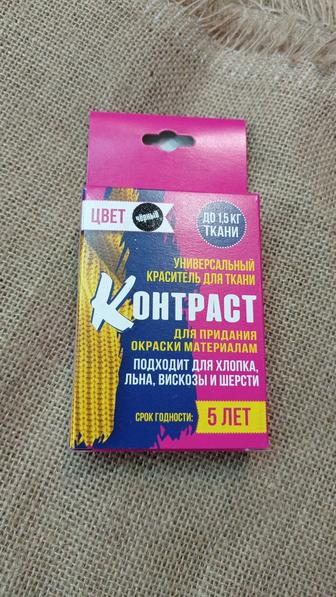 ЦВЕТ
чёрный
ДО 1,5 КГ
ТКАНИ
УНИВЕРСАЛЬНЫЙ
КРАСИТЕЛЬ ДЛЯ ТКАНИ
КОНТРАСТ
ДЛЯ ПРИДАНИЯ
ОКРАСКИ МАТЕРИАЛАМ
ПОДХОДИТ ДЛЯ ХЛОПКА,
ЛЬНА, ВИСКОЗЫ И ШЕРСТИ
СРОК ГОДНОСТИ: 5 ЛЕТ